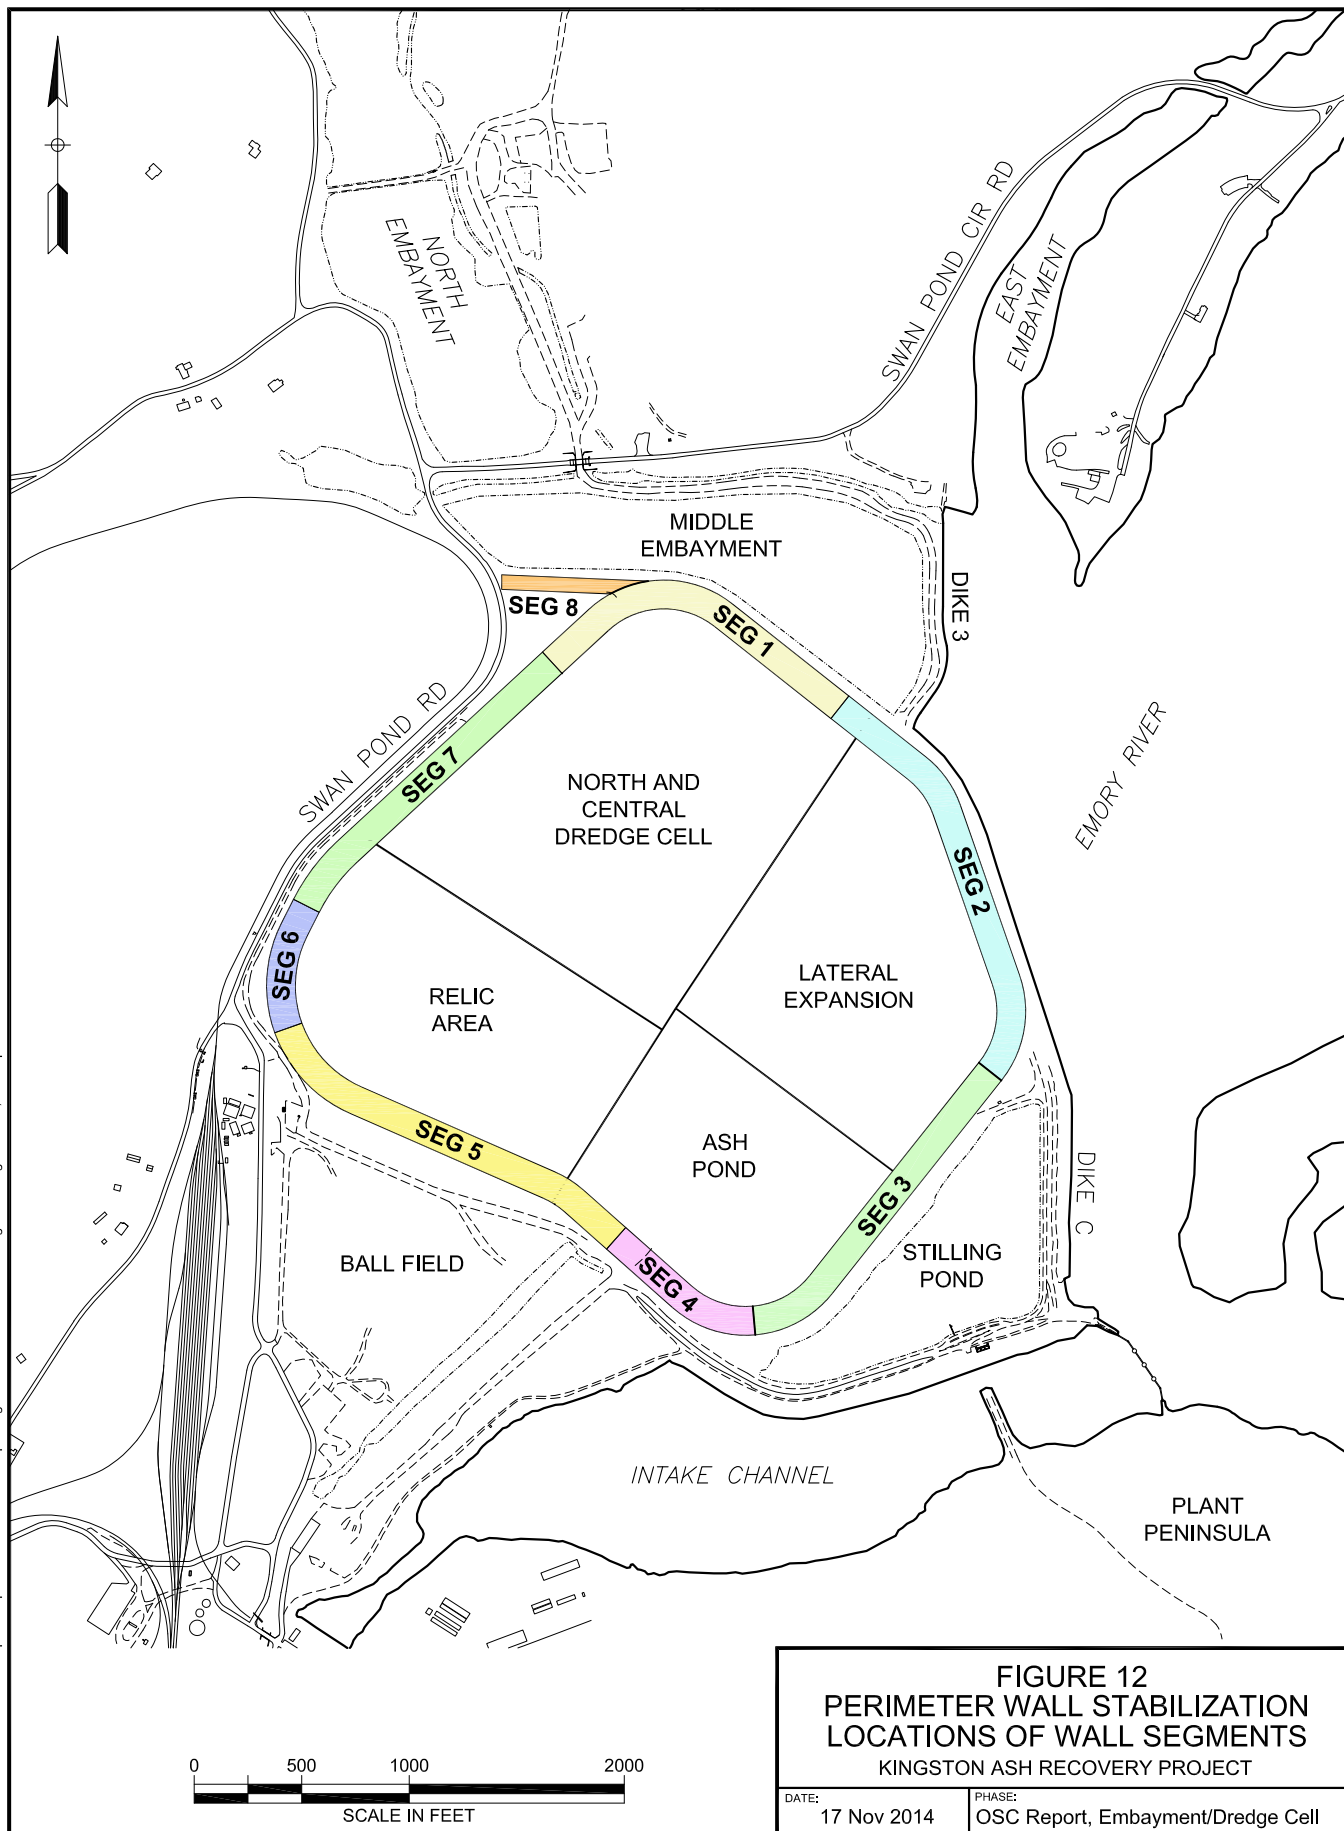 NORTH
EMBAYMENT
SWAN POND CIR RD
EAST
EMBAYMENT
MIDDLE
EMBAYMENT
DIKE 3
SEG 8
SEG 1
SWAN POND RD
SEG 7
NORTH AND
CENTRAL
DREDGE CELL
EMORY RIVER
SEG 2
SEG 6
RELIC
AREA
LATERAL
EXPANSION
SEG 5
ASH
POND
SEG 3
DIKE C
BALL FIELD
SEG 4
STILLING
POND
INTAKE CHANNEL
PLANT
PENINSULA
0 500 1000 2000
SCALE IN FEET
FIGURE 12
PERIMETER WALL STABILIZATION
LOCATIONS OF WALL SEGMENTS
KINGSTON ASH RECOVERY PROJECT
DATE: 17 Nov 2014
PHASE: OSC Report, Embayment/Dredge Cell